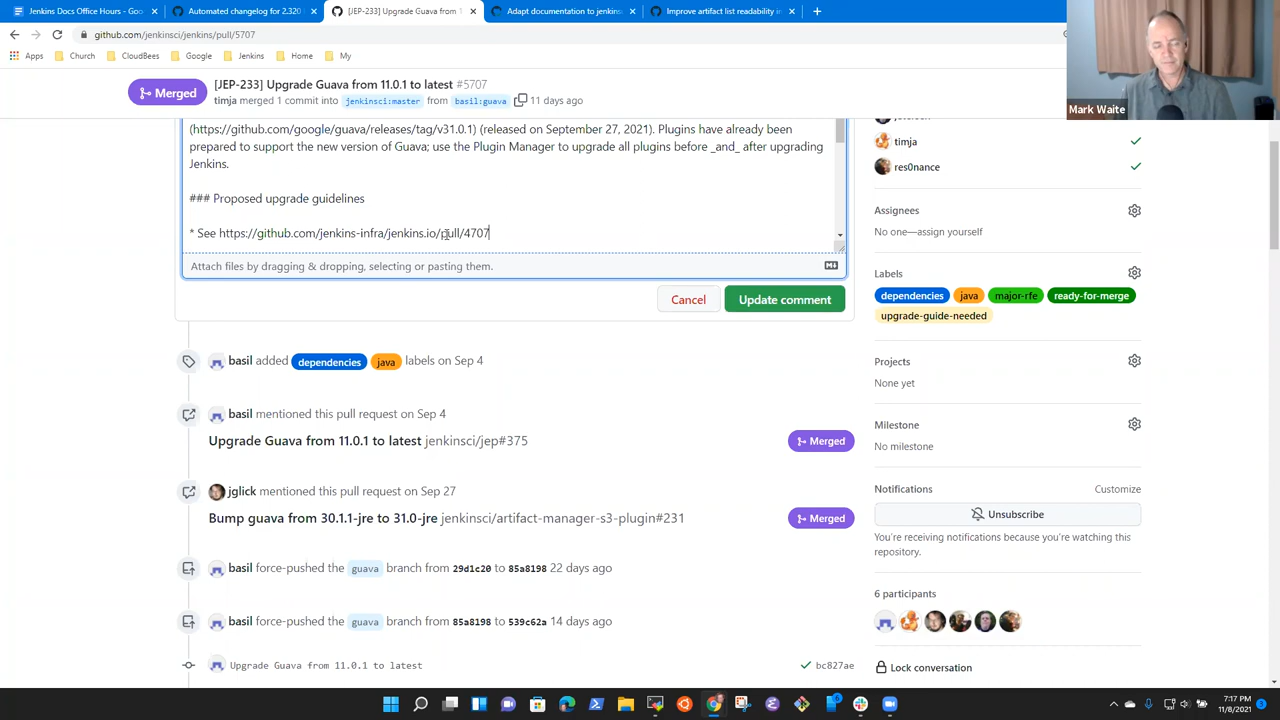 Jenkins Docs Office Hours - Goo
Automated changelog for 2.320
[JEP-233] Upgrade Guava from 1
Adapt documentation to jenkins
Improve artifact list readability in
github.com/jenkinsci/jenkins/pull/5707
Apps
Church
CloudBees
Google
Jenkins
Home
My
Merged
[JEP-233] Upgrade Guava from 11.0.1 to latest #5707
timja merged 1 commit into jenkinsci:master from basil:guava 11 days ago
Mark Waite
(https://github.com/google/guava/releases/tag/v31.0.1) (released on September 27, 2021). Plugins have already been
prepared to support the new version of Guava; use the Plugin Manager to upgrade all plugins before _and_ after upgrading
Jenkins.
### Proposed upgrade guidelines
* See https://github.com/jenkins-infra/jenkins.io/pull/4707
Attach files by dragging & dropping, selecting or pasting them.
Cancel
Update comment
basil added dependencies java labels on Sep 4
basil mentioned this pull request on Sep 4
Upgrade Guava from 11.0.1 to latest jenkinsci/jep#375
Merged
jglick mentioned this pull request on Sep 27
Bump guava from 30.1.1-jre to 31.0-jre jenkinsci/artifact-manager-s3-plugin#231
Merged
basil force-pushed the guava branch from 29d1c20 to 85a8198 22 days ago
basil force-pushed the guava branch from 85a8198 to 539c62a 14 days ago
Upgrade Guava from 11.0.1 to latest
bc827ae
timja
res0nance
Assignees
No one—assign yourself
Labels
dependencies java major-rfe ready-for-merge
upgrade-guide-needed
Projects
None yet
Milestone
No milestone
Notifications
Customize
Unsubscribe
You're receiving notifications because you're watching this
repository.
6 participants
Lock conversation
7:17 PM
11/8/2021